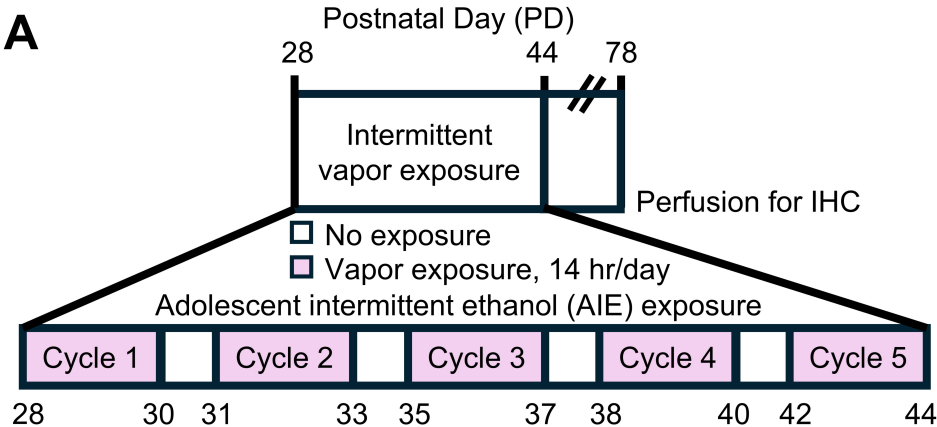 A
Postnatal Day (PD)
28 44 78
Intermittent
vapor exposure
Perfusion for IHC
No exposure
Vapor exposure, 14 hr/day
Adolescent intermittent ethanol (AIE) exposure
Cycle 1 Cycle 2 Cycle 3 Cycle 4 Cycle 5
28 30 31 33 35 37 38 40 42 44